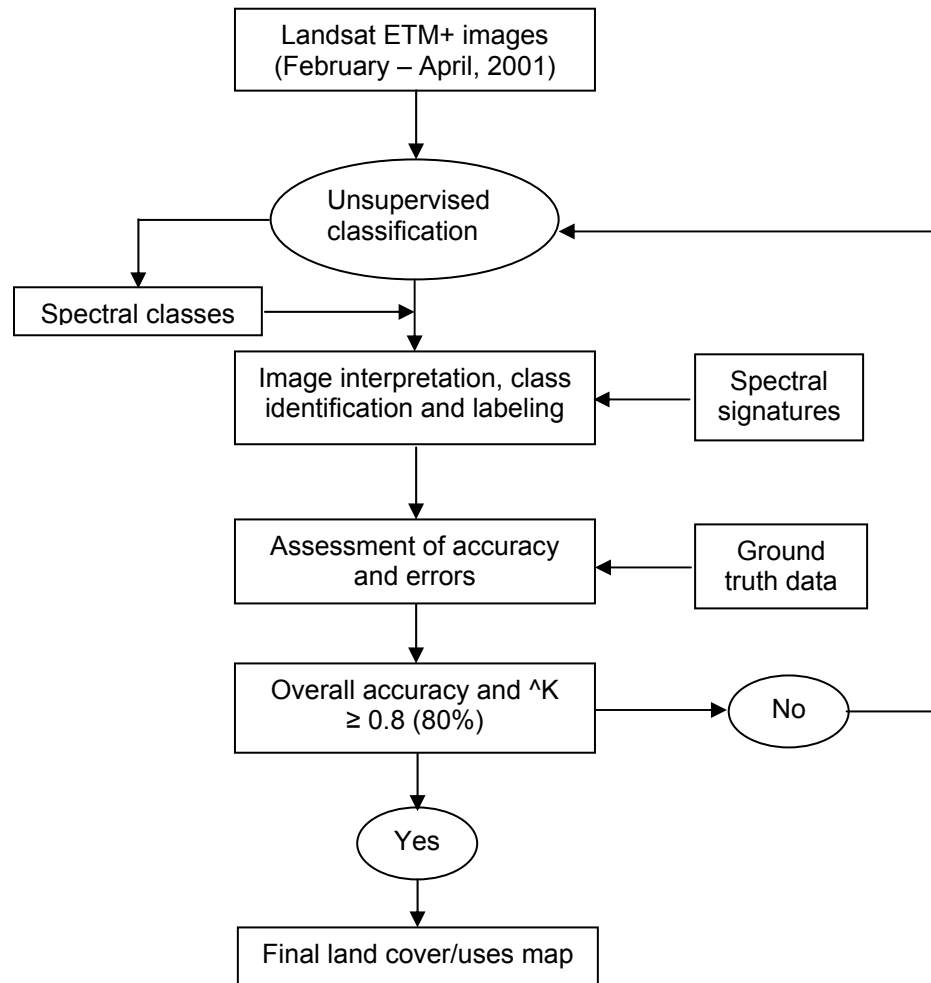 Landsat ETM+ images
(February – April, 2001)
Unsupervised
classification
Spectral classes
Image interpretation, class
identification and labeling
Spectral
signatures
Assessment of accuracy
and errors
Ground
truth data
Overall accuracy and ^K
≥ 0.8 (80%)
No
Yes
Final land cover/uses map